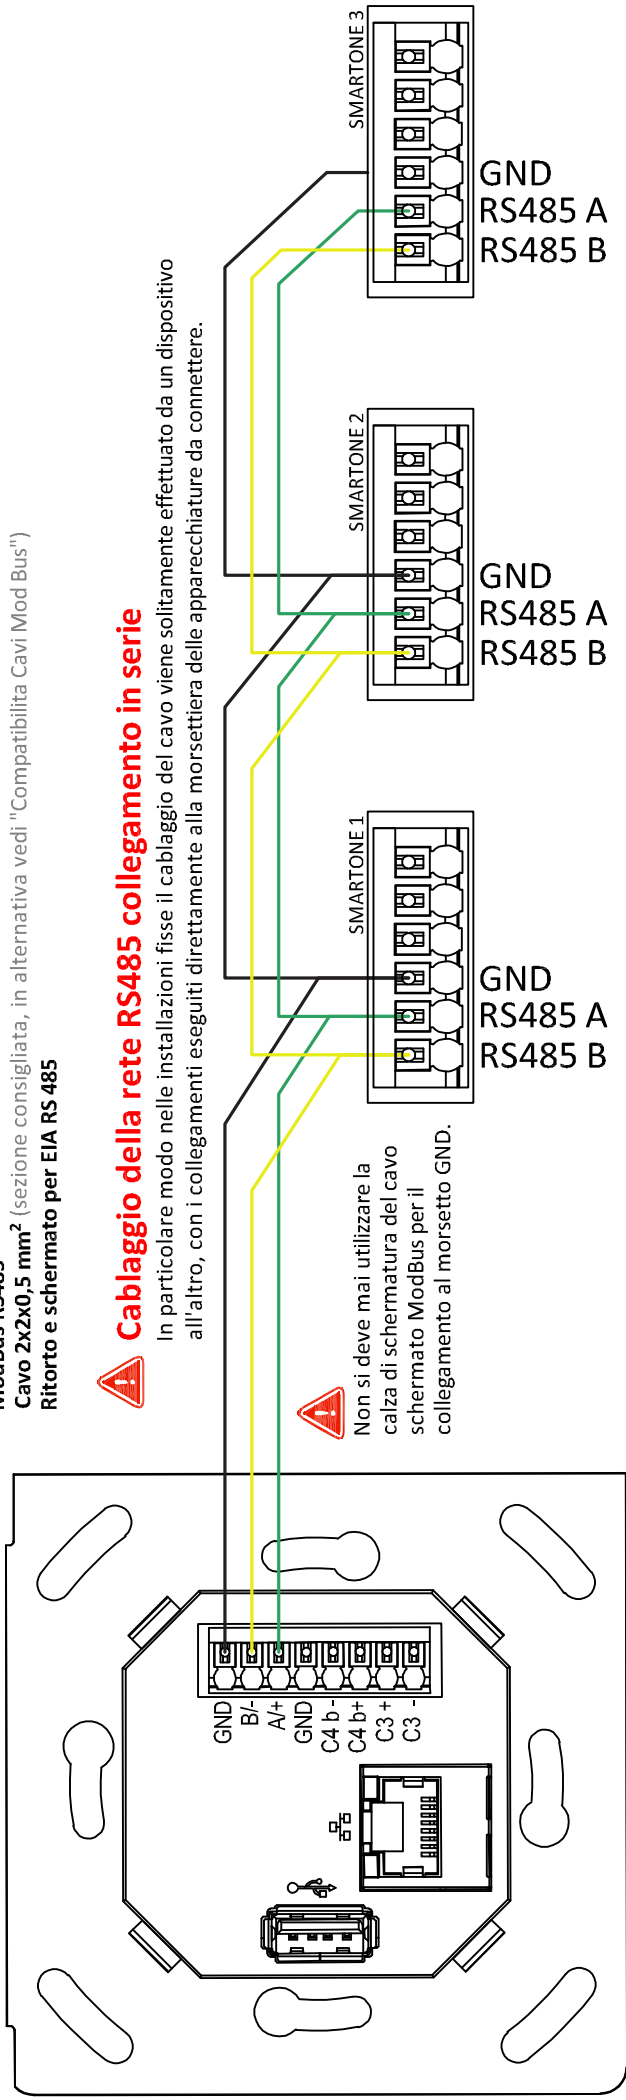 Cavo 2x2x0,5 mm² (sezione consigliata, in alternativa vedi "Compatibilita Cavi Mod Bus")
Ritorto e schermato per EIA RS 485
Cablaggio della rete RS485 collegamento in serie
In particolare modo nelle installazioni fisse il cablaggio del cavo viene solitamente effettuato da un dispositivo
all'altro, con i collegamenti eseguiti direttamente alla morsettiera delle apparecchiature da connettere.
Non si deve mai utilizzare la
calza di schermatura del cavo
schermato ModBus per il
collegamento al morsetto GND.
GND
B/-
A/+
GND
C4 b -
C4 b+
C3 +
C3 -
SMARTONE 1
GND
RS485 A
RS485 B
SMARTONE 2
GND
RS485 A
RS485 B
SMARTONE 3
GND
RS485 A
RS485 B